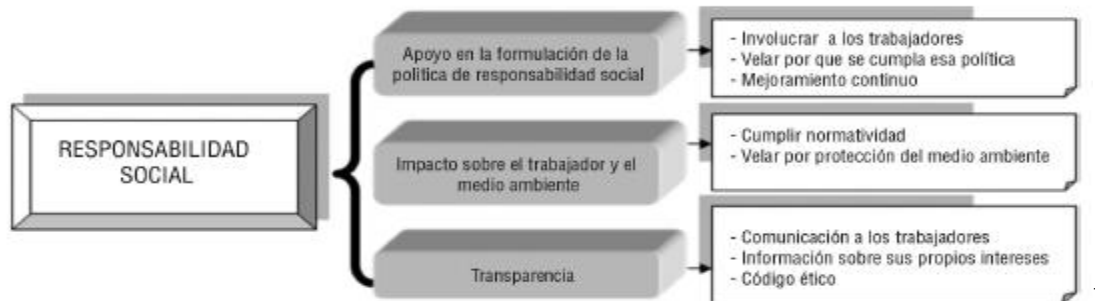 RESPONSABILIDAD
SOCIAL
Apoyo en la formulación de la
política de responsabilidad social
- Involucrar a los trabajadores
- Velar por que se cumpla esa política
- Mejoramiento continuo
Impacto sobre el trabajador y el
medio ambiente
- Cumplir normatividad
- Velar por protección del medio ambiente
Transparencia
- Comunicación a los trabajadores
- Información sobre sus propios intereses
- Código ético